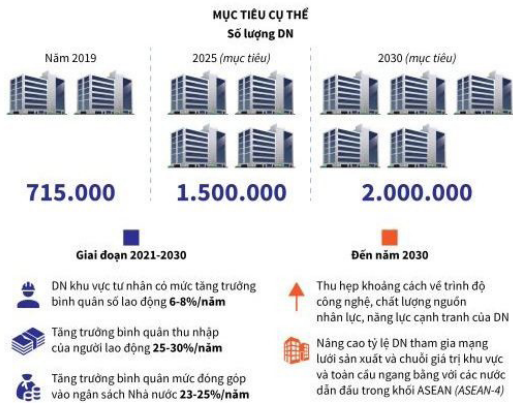 MỤC TIÊU CỤ THỂ
Số lượng DN
Năm 2019
2025 (mục tiêu)
2030 (mục tiêu)
715.000
1.500.000
2.000.000
Giai đoạn 2021-2030
DN khu vực tư nhân có mức tăng trưởng
bình quân số lao động 6-8%/năm
Tăng trưởng bình quân thu nhập
của người lao động 25-30%/năm
Tăng trưởng bình quân mức đóng góp
vào ngân sách Nhà nước 23-25%/năm
Đến năm 2030
Thu hẹp khoảng cách về trình độ
công nghệ, chất lượng nguồn
nhân lực, năng lực cạnh tranh của DN
Nâng cao tỷ lệ DN tham gia mạng
lưới sản xuất và chuỗi giá trị khu vực
và toàn cầu ngang bằng với các nước
dẫn đầu trong khối ASEAN (ASEAN-4)